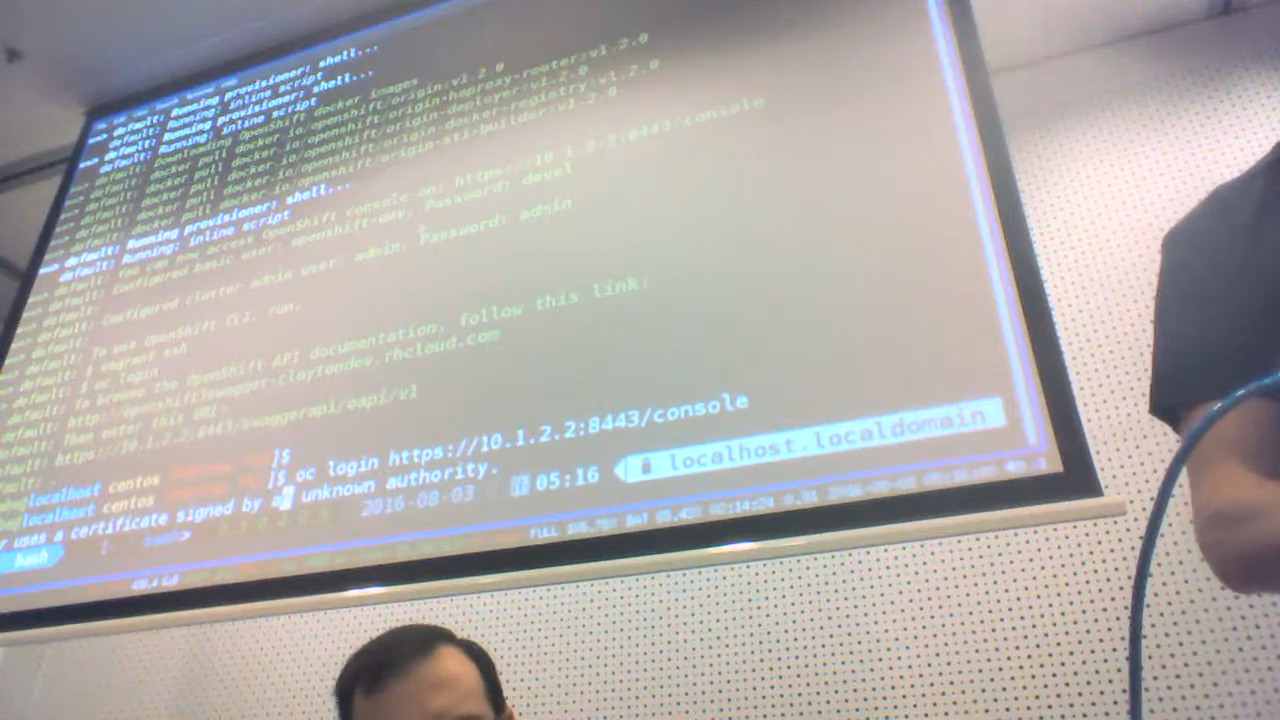 ==> default: Running provisioner: shell...
default: Running: inline script
==> default: Running provisioner: shell...
default: Running: inline script
==> default: Downloading OpenShift docker images
==> default: docker pull docker.io/openshift/origin:v1.2.0
==> default: docker pull docker.io/openshift/origin-haproxy-router:v1.2.0
==> default: docker pull docker.io/openshift/origin-deployer:v1.2.0
==> default: docker pull docker.io/openshift/origin-docker-registry:v1.2.0
==> default: docker pull docker.io/openshift/origin-sti-builder:v1.2.0
==> default: Running provisioner: shell...
default: Running: inline script
==> default: You can now access OpenShift console on: https://10.1.2.2:8443/console
==> default: Configured basic user: openshift-dev, Password: devel
==> default: Configured cluster admin user: admin, Password: admin
default: To use OpenShift CLI, run:
default: $ vagrant ssh
default: $ oc login
default: To browse the OpenShift API documentation, follow this link:
default: http://openshift3swagger-claytondev.rhcloud.com
default: Then enter this URL:
default: https://10.1.2.2:8443/swaggerapi/oapi/v1
default: .
localhost centos ]$
localhost centos ]$ oc login https://10.1.2.2:8443/console
r uses a certificate signed by an unknown authority.
bash
2016-08-03 05:16 localhost.localdomain